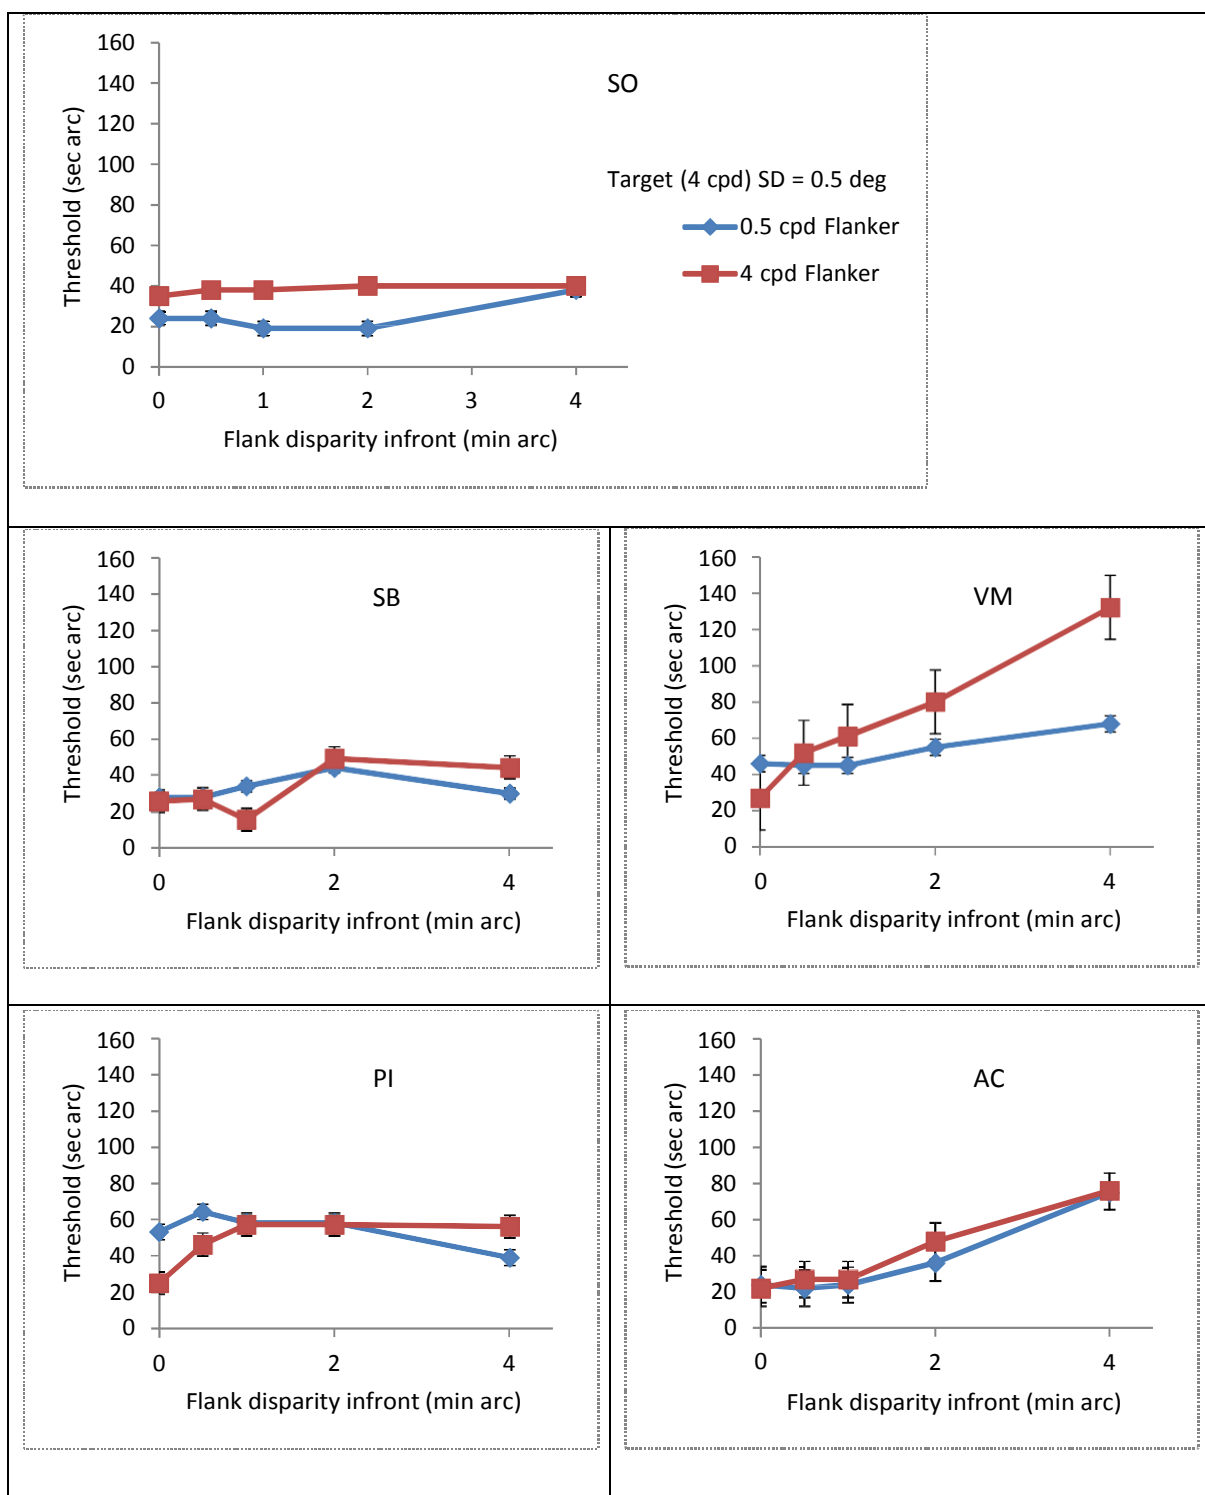 160
140
120
100
80
60
40
20
0
Threshold (sec arc)
SO
Target (4 cpd) SD = 0.5 deg
0.5 cpd Flanker
4 cpd Flanker
0 1 2 3 4
Flank disparity infront (min arc)
160
140
120
100
80
60
40
20
0
Threshold (sec arc)
SB
0 2 4
Flank disparity infront (min arc)
160
140
120
100
80
60
40
20
0
Threshold (sec arc)
VM
0 2 4
Flank disparity infront (min arc)
160
140
120
100
80
60
40
20
0
Threshold (sec arc)
PI
0 2 4
Flank disparity infront (min arc)
160
140
120
100
80
60
40
20
0
Threshold (sec arc)
AC
0 2 4
Flank disparity infront (min arc)